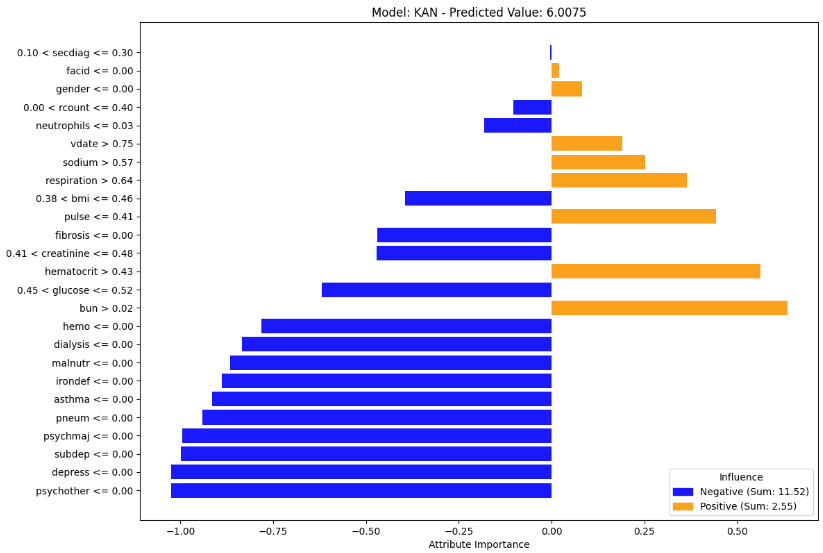 Model: KAN - Predicted Value: 6.0075
0.10 < secdiag <= 0.30
facid <= 0.00
gender <= 0.00
0.00 < rcount <= 0.40
neutrophils <= 0.03
vdate > 0.75
sodium > 0.57
respiration > 0.64
0.38 < bmi <= 0.46
pulse <= 0.41
fibrosis <= 0.00
0.41 < creatinine <= 0.48
hematocrit > 0.43
0.45 < glucose <= 0.52
bun > 0.02
hemo <= 0.00
dialysis <= 0.00
malnutr <= 0.00
irondef <= 0.00
asthma <= 0.00
pneum <= 0.00
psychmaj <= 0.00
subdep <= 0.00
depress <= 0.00
psychother <= 0.00
Influence
Negative (Sum: 11.52)
Positive (Sum: 2.55)
−1.00 −0.75 −0.50 −0.25 0.00 0.25 0.50
Attribute Importance